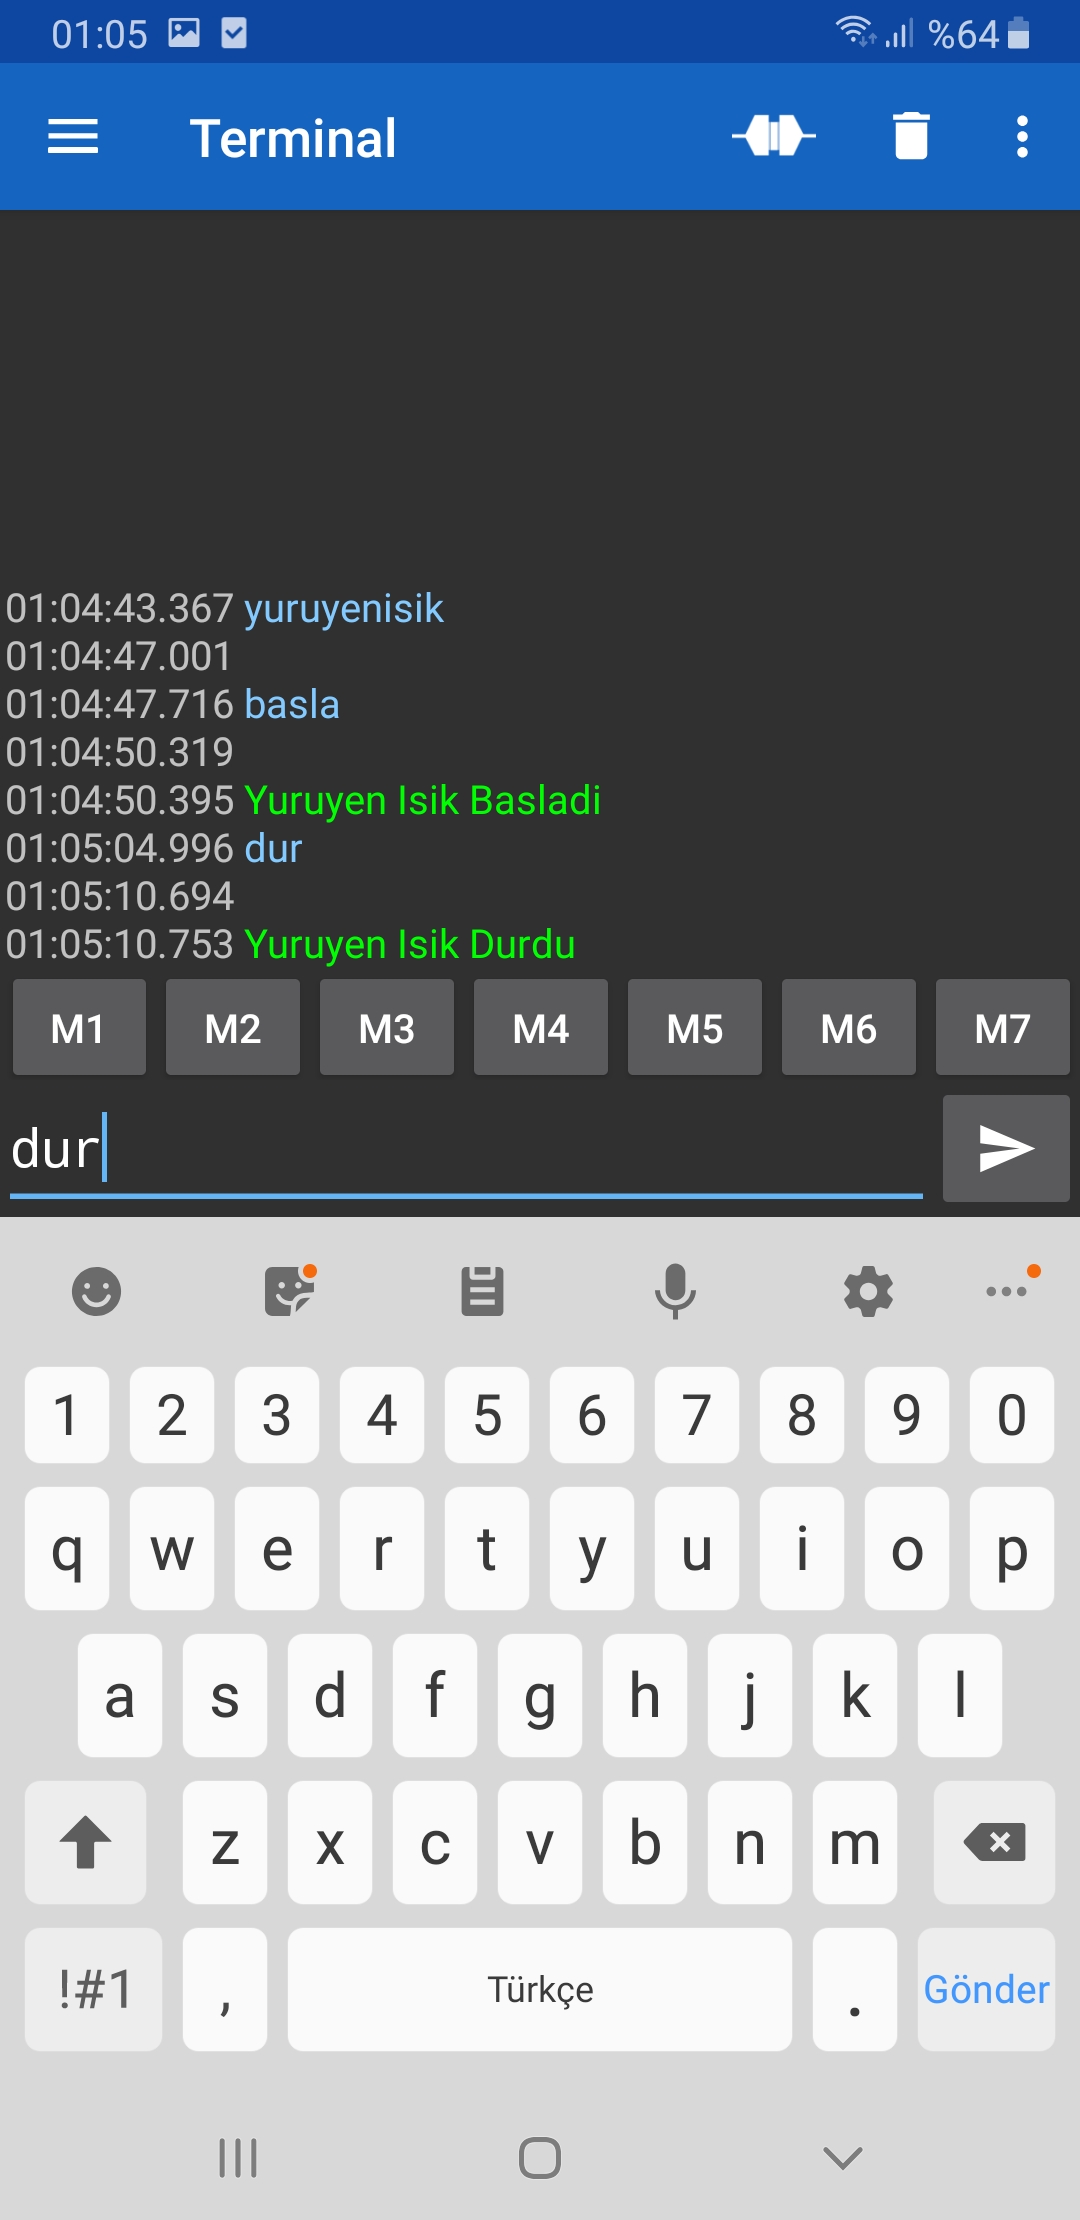 01:05 %64
Terminal
01:04:43.367 yuruyenisik
01:04:47.001
01:04:47.716 basla
01:04:50.319
01:04:50.395 Yuruyen Isik Basladi
01:05:04.996 dur
01:05:10.694
01:05:10.753 Yuruyen Isik Durdu
M1 M2 M3 M4 M5 M6 M7
dur
1 2 3 4 5 6 7 8 9 0
q w e r t y u i o p
a s d f g h j k l
z x c v b n m
!#1 , Türkçe . Gönder